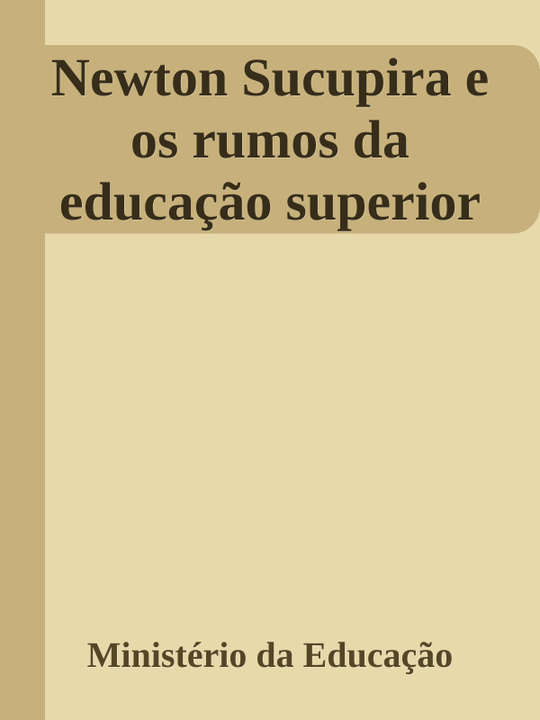 Newton Sucupira e
os rumos da
educação superior
Ministério da Educação